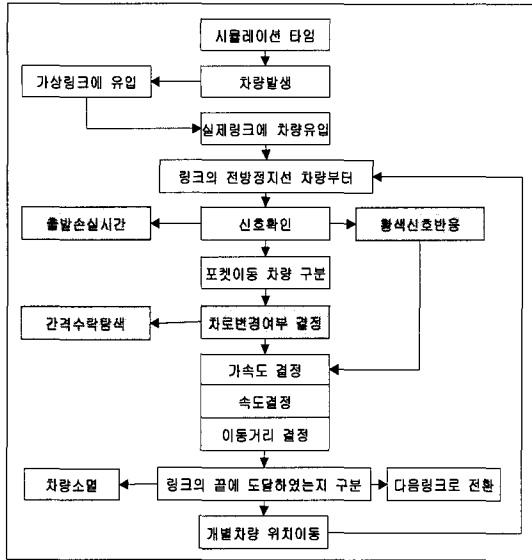 시뮬레이션 타임
가상링크에 유입
차량발생
실제링크에 차량유입
링크의 전방정지선 차량부터
출발손실시간
신호확인
황색신호반응
포켓이동 차량 구분
간격수락탐색
차로변경여부 결정
가속도 결정
속도결정
이동거리 결정
차량소멸
링크의 끝에 도달하였는지 구분
다음링크로 전환
개별차량 위치이동